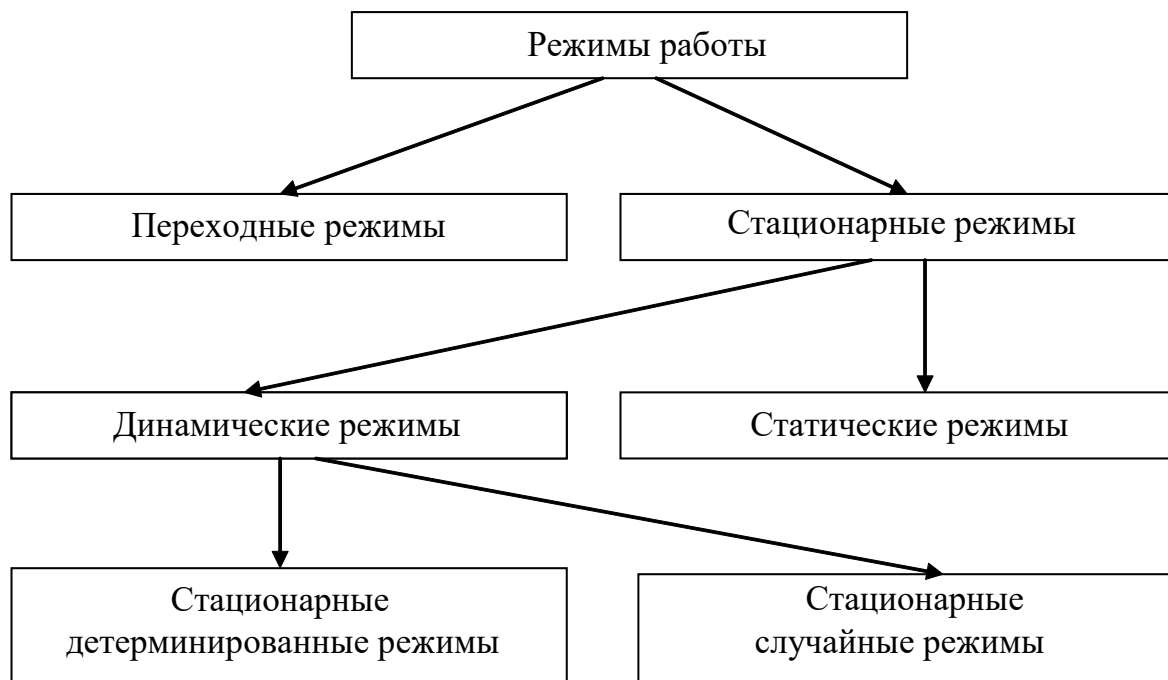 Режимы работы
Переходные режимы
Стационарные режимы
Динамические режимы
Статические режимы
Стационарные
детерминированные режимы
Стационарные
случайные режимы